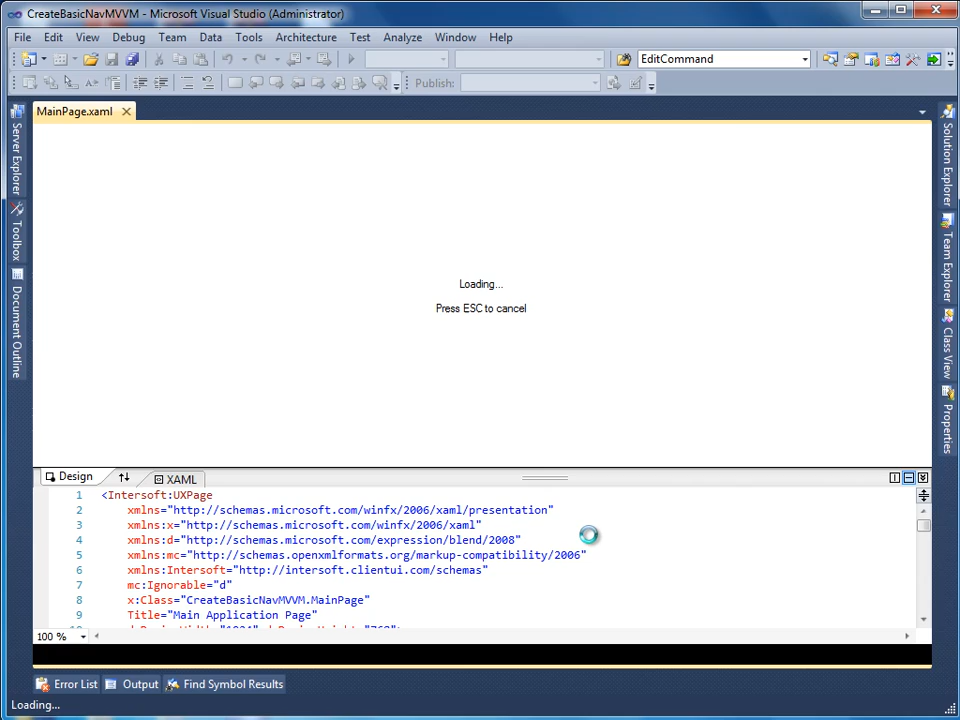 CreateBasicNavMVVM - Microsoft Visual Studio (Administrator)
File Edit View Debug Team Data Tools Architecture Test Analyze Window Help
EditCommand
Publish:
MainPage.xaml
Server Explorer
Toolbox
Document Outline
Solution Explorer
Team Explorer
Class View
Properties
Loading...
Press ESC to cancel
Design XAML
1 <Intersoft:UXPage
2 xmlns="http://schemas.microsoft.com/winfx/2006/xaml/presentation"
3 xmlns:x="http://schemas.microsoft.com/winfx/2006/xaml"
4 xmlns:d="http://schemas.microsoft.com/expression/blend/2008"
5 xmlns:mc="http://schemas.openxmlformats.org/markup-compatibility/2006"
6 xmlns:Intersoft="http://intersoft.clientui.com/schemas"
7 mc:Ignorable="d"
8 x:Class="CreateBasicNavMVVM.MainPage"
9 Title="Main Application Page"
100 %
Error List Output Find Symbol Results
Loading...